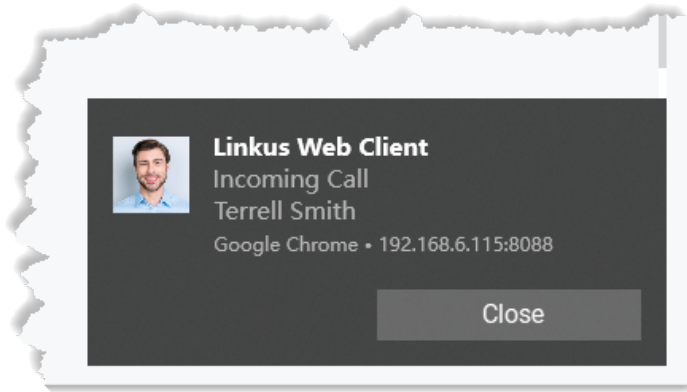 Linkus Web Client
Incoming Call
Terrell Smith
Google Chrome • 192.168.6.115:8088
Close